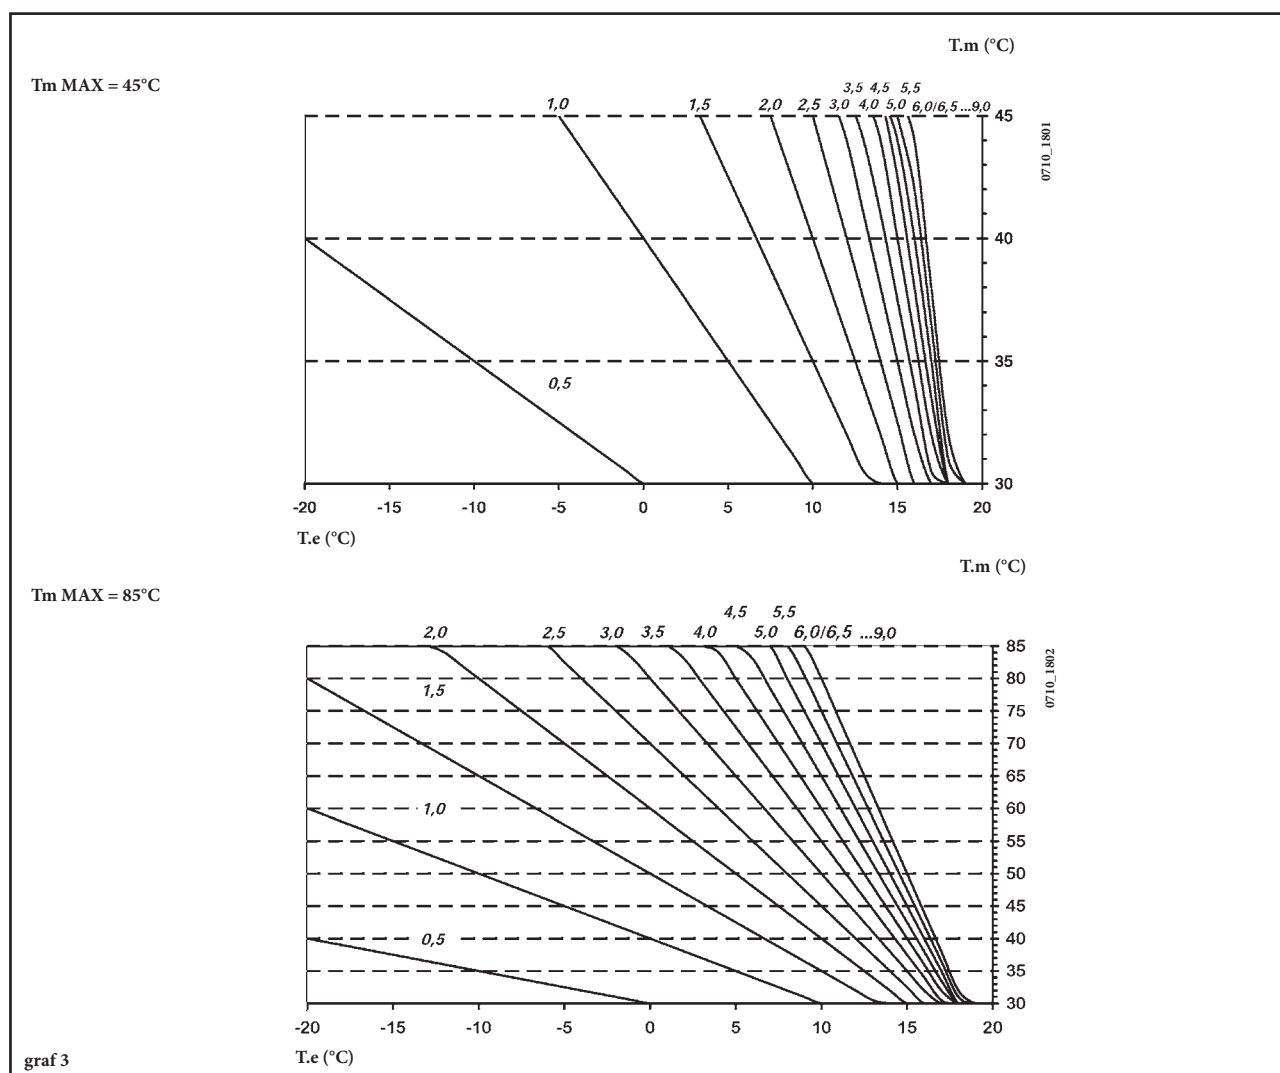 T.m (°C)
Tm MAX = 45°C
3,5 4,5 5,5
1,0 1,5 2,0 2,5 3,0 4,0 5,0 6,0/6,5 ...9,0
45
0710_1801
40
35
0,5
30
-20 -15 -10 -5 0 5 10 15 20
T.e (°C)
T.m (°C)
Tm MAX = 85°C
4,5 5,5
2,0 2,5 3,0 3,5 4,0 5,0 6,0/6,5 ...9,0
85
0710_1802
80
1,5
75
70
65
1,0 60
55
50
45
0,5 40
35
30
-20 -15 -10 -5 0 5 10 15 20
T.e (°C)
graf 3